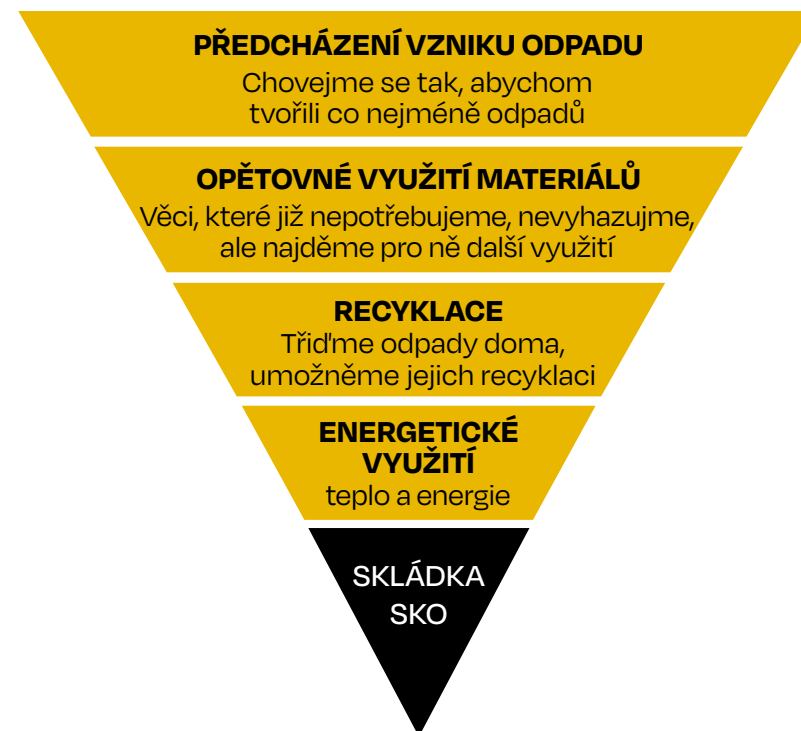 PŘEDCHÁZENÍ VZNIKU ODPADU
Chovejme se tak, abychom
tvořili co nejméně odpadů
OPĚTOVNÉ VYUŽITÍ MATERIÁLŮ
Věci, které již nepotřebujeme, nevyhazujme,
ale najděme pro ně další využití
RECYKLACE
Třiďme odpady doma,
umožněme jejich recyklaci
ENERGETICKÉ
VYUŽITÍ
teplo a energie
SKLÁDKA
SKO